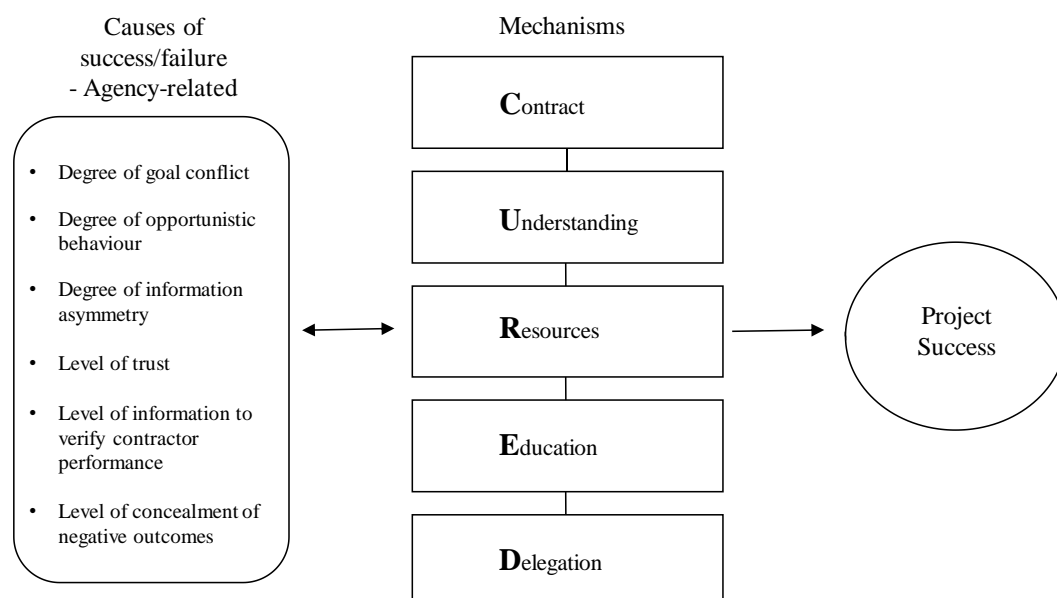 Causes of
success/failure
- Agency-related
• Degree of goal conflict
• Degree of opportunistic
behaviour
• Degree of information
asymmetry
• Level of trust
• Level of information to
verify contractor
performance
• Level of concealment of
negative outcomes
Mechanisms
Contract
Understanding
Resources
Education
Delegation
Project
Success